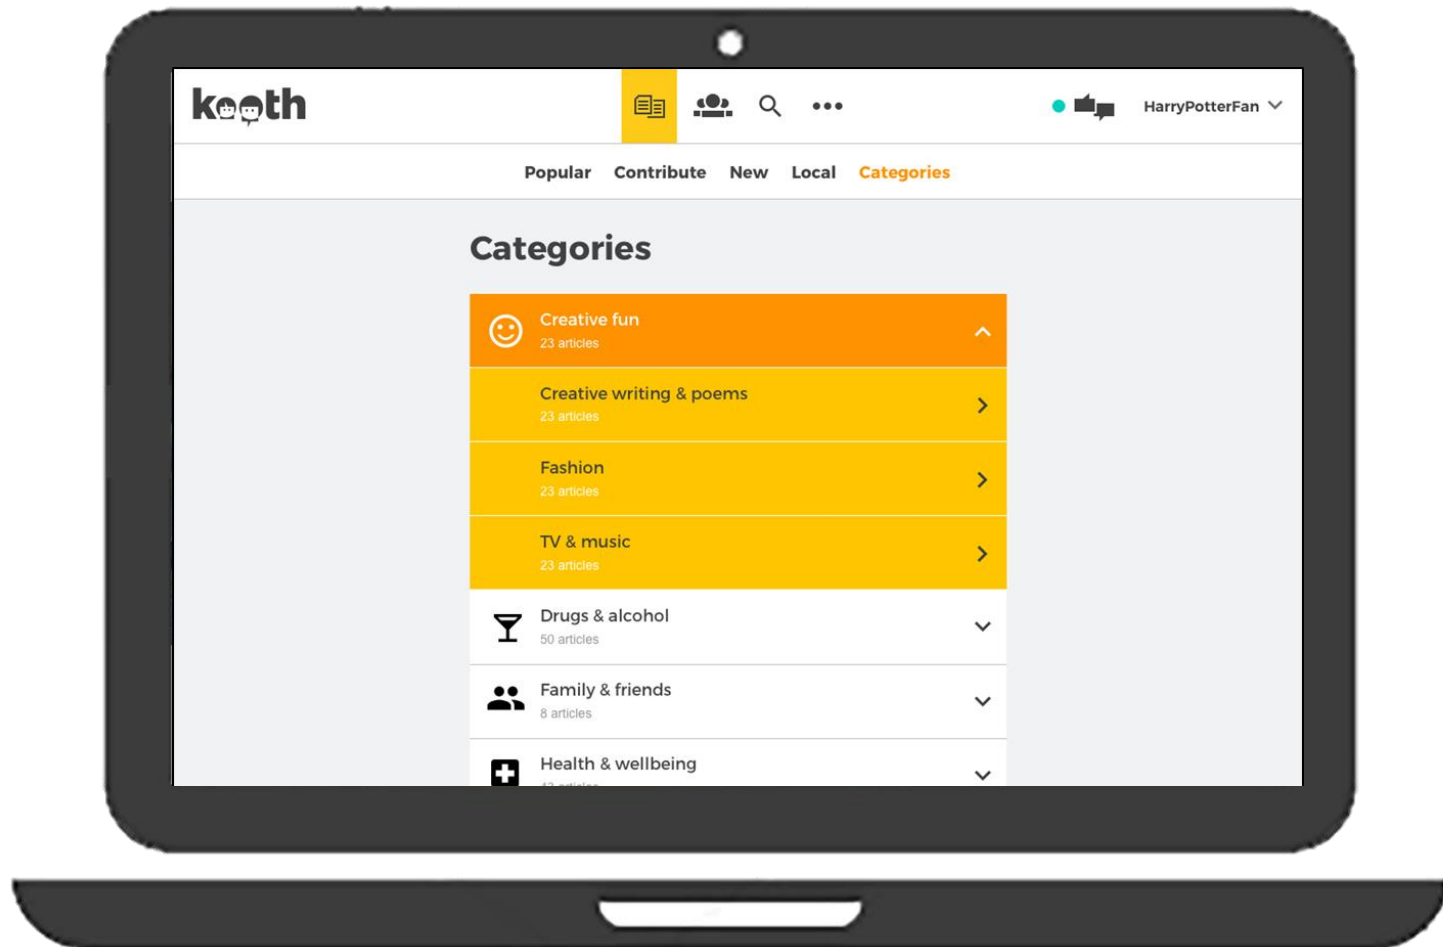 kooth
HarryPotterFan
Popular Contribute New Local Categories
Categories
Creative fun
23 articles
Creative writing & poems
23 articles
Fashion
23 articles
TV & music
23 articles
Drugs & alcohol
50 articles
Family & friends
8 articles
Health & wellbeing
articles